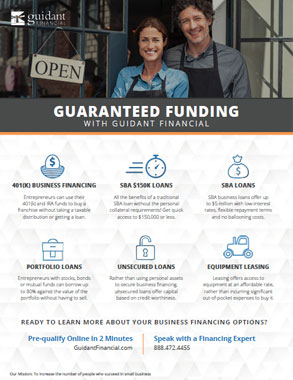 guidant
FINANCIAL
OPEN
GUARANTEED FUNDING
WITH GUIDANT FINANCIAL
401(K) BUSINESS FINANCING
Entrepreneurs can use their
401(k) and IRA funds to buy a
franchise without taking a taxable
distribution or getting a loan.
SBA $150K LOANS
All the benefits of a traditional
SBA loan without the personal
collateral requirements! Get quick
access to $150,000 or less.
SBA LOANS
SBA business loans offer up
to $5 million with low interest
rates, flexible repayment terms
and no ballooning costs.
PORTFOLIO LOANS
Entrepreneurs with stocks, bonds
or mutual funds can borrow up
to 80% against the value of the
portfolio without having to sell.
UNSECURED LOANS
Rather than using personal assets
to secure business financing,
unsecured loans offer capital
based on credit worthiness.
EQUIPMENT LEASING
Leasing offers access to
equipment at an affordable rate,
rather than incurring significant
out of pocket expenses to buy it.
READY TO LEARN MORE ABOUT YOUR BUSINESS FINANCING OPTIONS?
Pre-qualify Online in 2 Minutes
GuidantFinancial.com
Speak with a Financing Expert
888.472.4455
Our Mission: To increase the number of people who succeed in small business